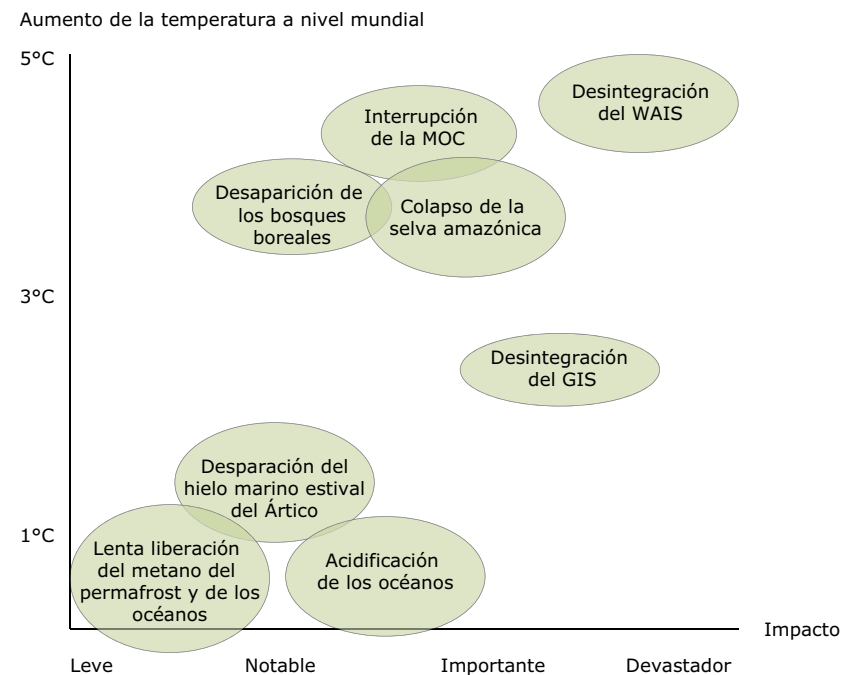 Aumento de la temperatura a nivel mundial
5°C
Desintegración
del WAIS
Interrupción
de la MOC
Desaparición de
los bosques
boreales
Colapso de la
selva amazónica
3°C
Desintegración
del GIS
Desparación del
hielo marino estival
del Ártico
1°C
Lenta liberación
del metano del
permafrost y de los
océanos
Acidificación
de los océanos
Impacto
Leve
Notable
Importante
Devastador